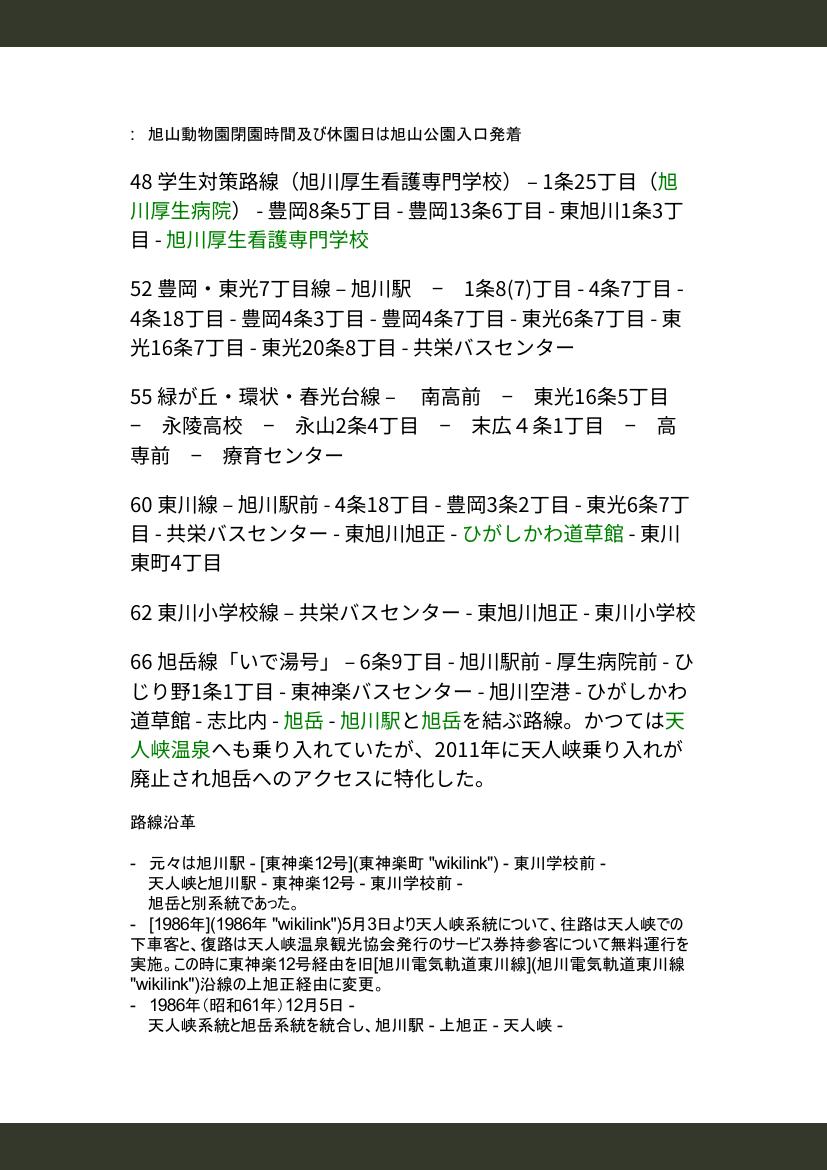 :　旭山動物園閉園時間及び休園日は旭山公園入口発着
48 学生対策路線（旭川厚生看護専門学校） – 1条25丁目（旭
川厚生病院） - 豊岡8条5丁目 - 豊岡13条6丁目 - 東旭川1条3丁
目 - 旭川厚生看護専門学校
52 豊岡・東光7丁目線 – 旭川駅　−　1条8(7)丁目 - 4条7丁目 -
4条18丁目 - 豊岡4条3丁目 - 豊岡4条7丁目 - 東光6条7丁目 - 東
光16条7丁目 - 東光20条8丁目 - 共栄バスセンター
55 緑が丘・環状・春光台線 –　南高前　−　東光16条5丁目
−　永陵高校　−　永山2条4丁目　−　末広４条1丁目　−　高
専前　−　療育センター
60 東川線 – 旭川駅前 - 4条18丁目 - 豊岡3条2丁目 - 東光6条7丁
目 - 共栄バスセンター - 東旭川旭正 - ひがしかわ道草館 - 東川
東町4丁目
62 東川小学校線 – 共栄バスセンター - 東旭川旭正 - 東川小学校
66 旭岳線「いで湯号」 – 6条9丁目 - 旭川駅前 - 厚生病院前 - ひ
じり野1条1丁目 - 東神楽バスセンター - 旭川空港 - ひがしかわ
道草館 - 志比内 - 旭岳 - 旭川駅と旭岳を結ぶ路線。かつては天
人峡温泉へも乗り入れていたが、2011年に天人峡乗り入れが
廃止され旭岳へのアクセスに特化した。
路線沿革
-　元々は旭川駅 - [東神楽12号](東神楽町 "wikilink") - 東川学校前 -
天人峡と旭川駅 - 東神楽12号 - 東川学校前 -
旭岳と別系統であった。
-　[1986年](1986年 "wikilink")5月3日より天人峡系統について、往路は天人峡での
下車客と、復路は天人峡温泉観光協会発行のサービス券持参客について無料運行を
実施。この時に東神楽12号経由を旧[旭川電気軌道東川線](旭川電気軌道東川線
"wikilink")沿線の上旭正経由に変更。
-　1986年（昭和61年）12月5日 -
天人峡系統と旭岳系統を統合し、旭川駅 - 上旭正 - 天人峡 -